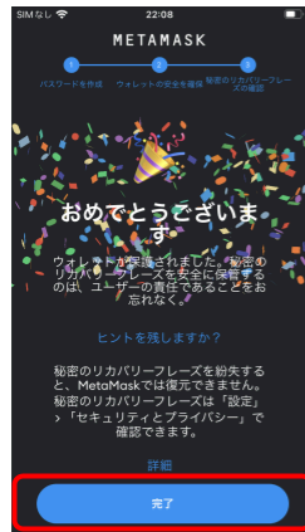 SIMなし 22:08
METAMASK
1 2 3
パスワードを作成 ウォレットの安全を確保 秘密のリカバリーフレー
ズの確認
おめでとうございま
す。
ウォレットが保護されました。秘密の
リカバリーフレーズを安全に保管する
のは、ユーザーの責任であることをお
忘れなく。
ヒントを残しますか？
秘密のリカバリーフレーズを紛失する
と、MetaMaskでは復元できません。
秘密のリカバリーフレーズは「設定」
>「セキュリティとプライバシー」で
確認できます。
詳細
完了